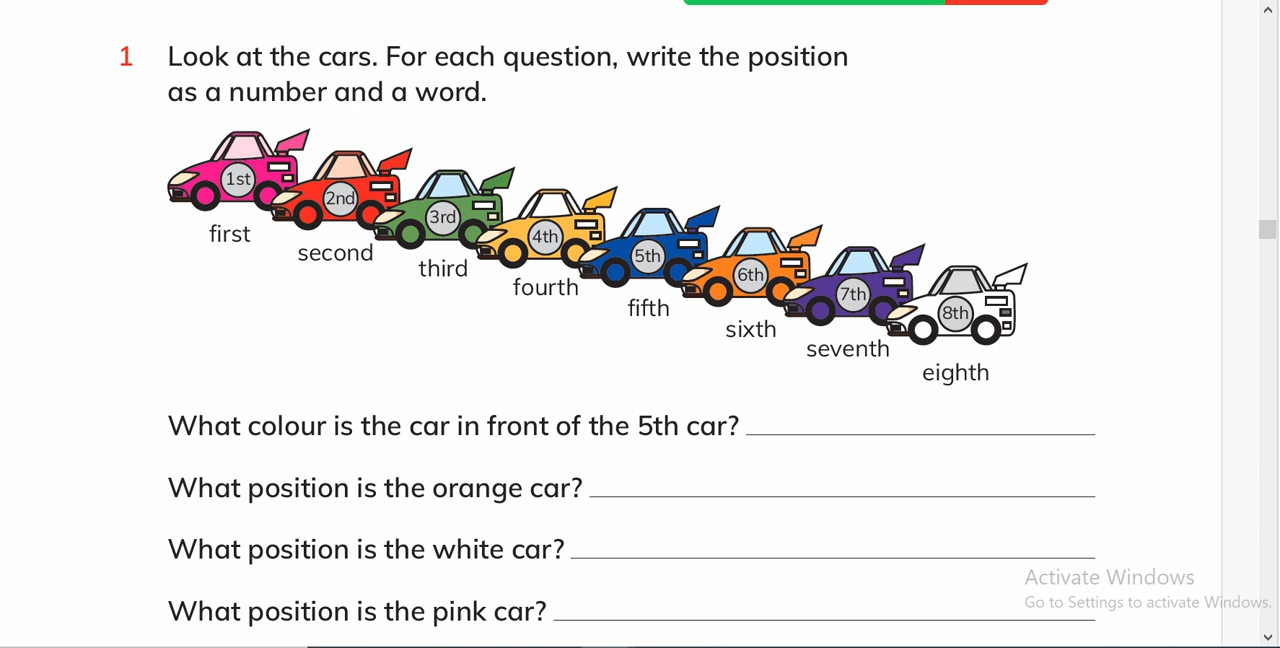 1 Look at the cars. For each question, write the position
as a number and a word.
1st
2nd
3rd
4th
5th
6th
7th
8th
first
second
third
fourth
fifth
sixth
seventh
eighth
What colour is the car in front of the 5th car?
What position is the orange car?
What position is the white car?
What position is the pink car?
Activate Windows
Go to Settings to activate Windows.